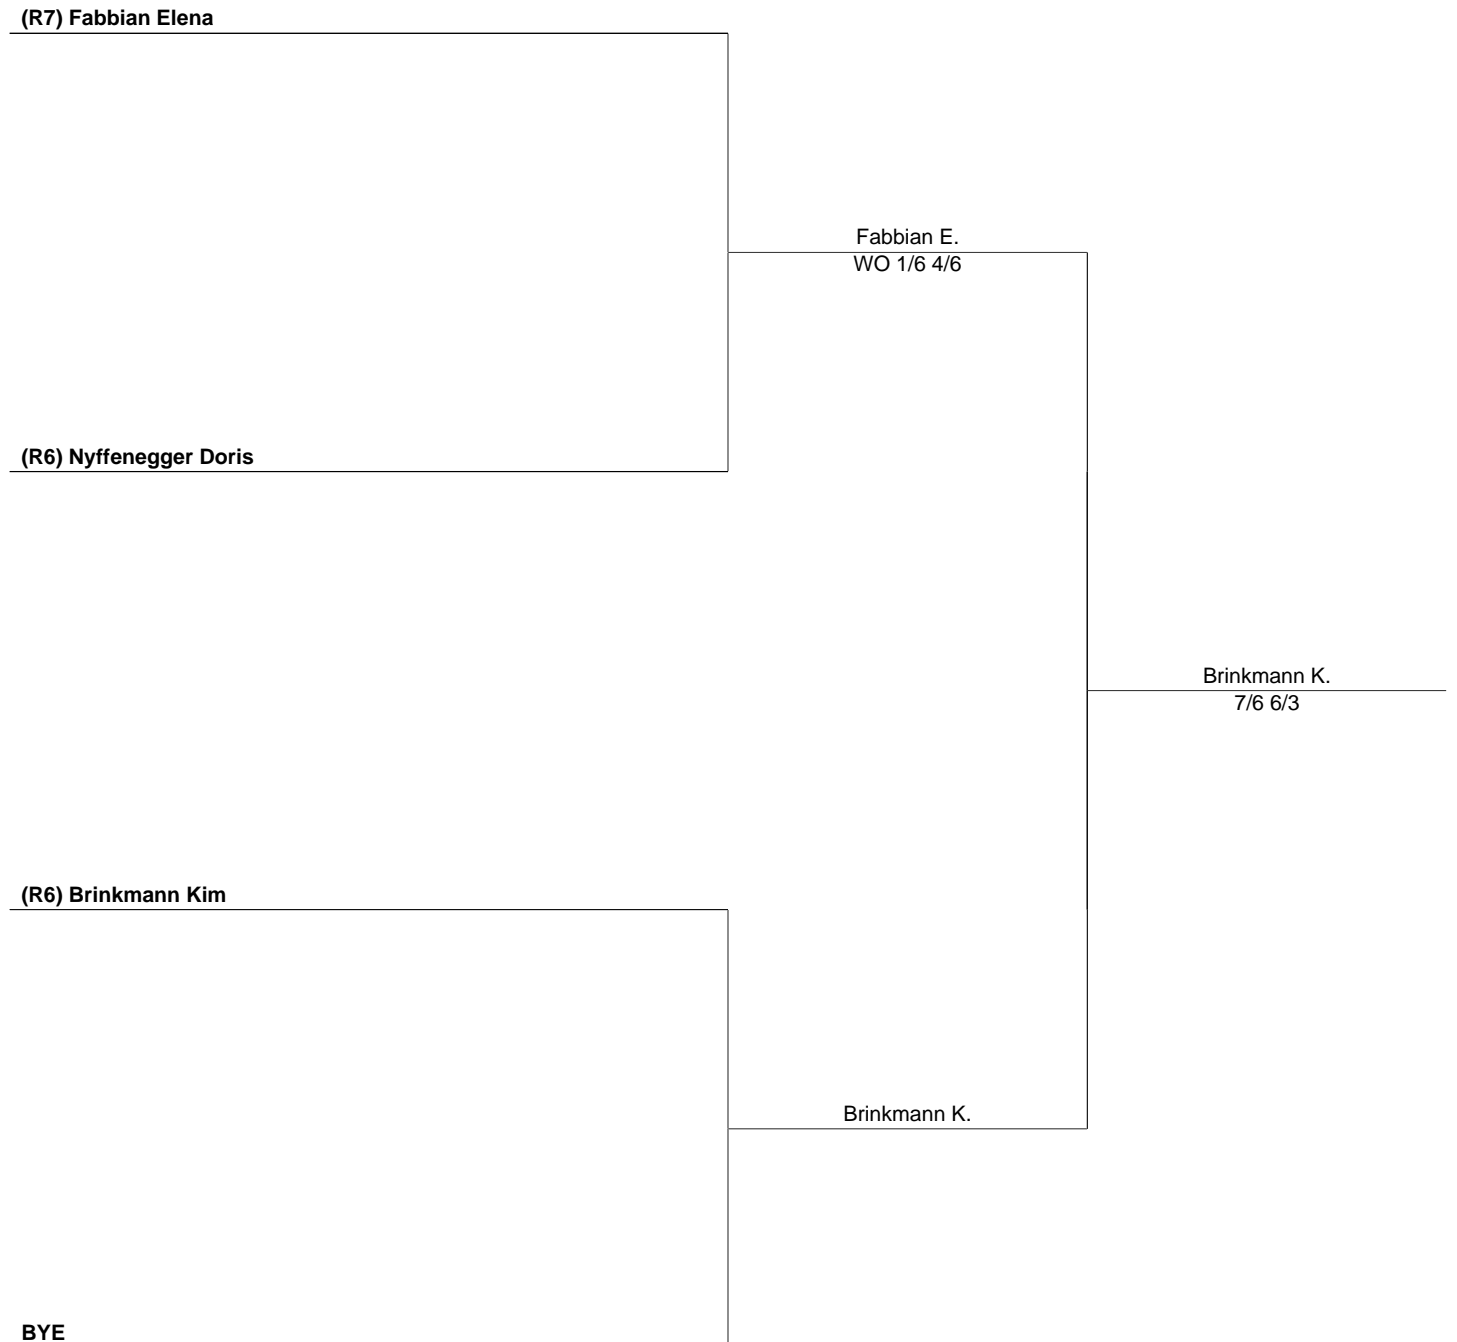 (R7) Fabbian Elena
Fabbian E.
WO 1/6 4/6
(R6) Nyffenegger Doris
Brinkmann K.
7/6 6/3
(R6) Brinkmann Kim
Brinkmann K.
BYE